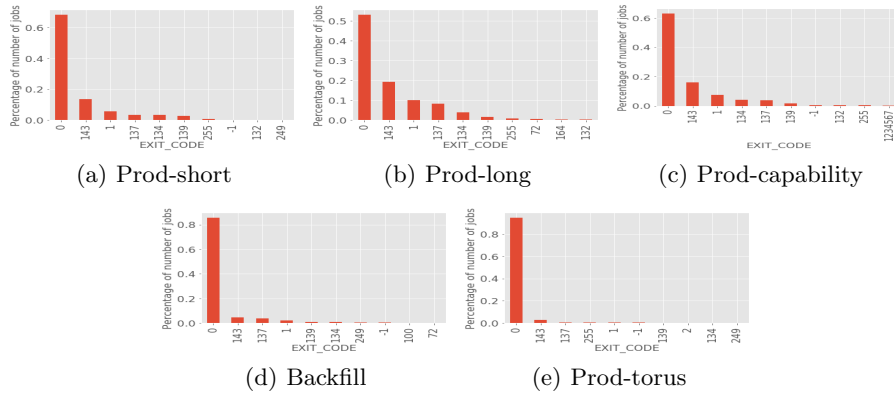 Percentage of number of jobs
0.6
0.4
0.2
0.0
0 143 1 137 134 139 255 -1 132 249
EXIT_CODE
(a) Prod-short
Percentage of number of jobs
0.5
0.4
0.3
0.2
0.1
0.0
0 143 1 137 134 139 255 72 164 132
EXIT_CODE
(b) Prod-long
Percentage of number of jobs
0.6
0.4
0.2
0.0
0 143 1 134 137 139 -1 132 255 1234567
EXIT_CODE
(c) Prod-capability
Percentage of number of jobs
0.8
0.6
0.4
0.2
0.0
0 143 137 1 139 134 249 -1 100 72
EXIT_CODE
(d) Backfill
Percentage of number of jobs
0.8
0.6
0.4
0.2
0.0
0 143 137 255 1 -1 139 2 134 249
EXIT_CODE
(e) Prod-torus